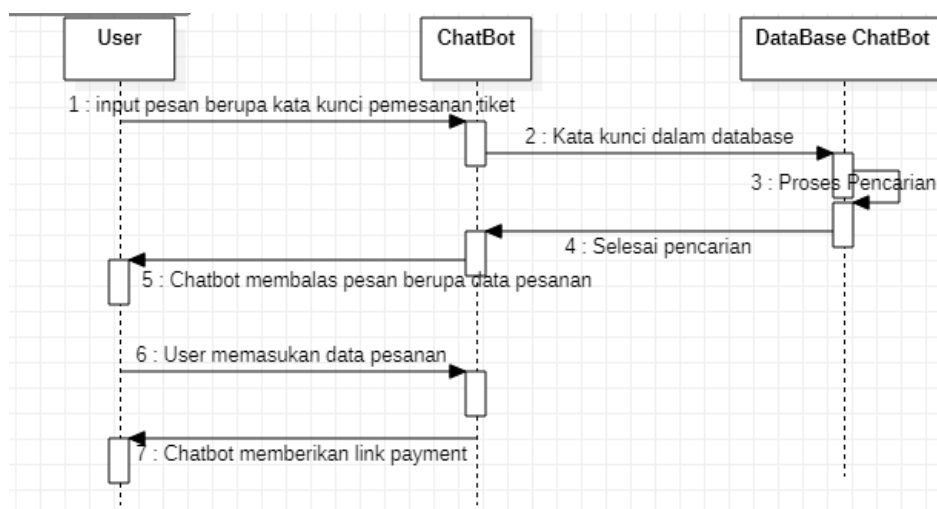 User
ChatBot
DataBase ChatBot
1 : input pesan berupa kata kunci pemesanan tiket
2 : Kata kunci dalam database
3 : Proses Pencarian
4 : Selesai pencarian
5 : Chatbot membalas pesan berupa data pesanan
6 : User memasukan data pesanan
7 : Chatbot memberikan link payment